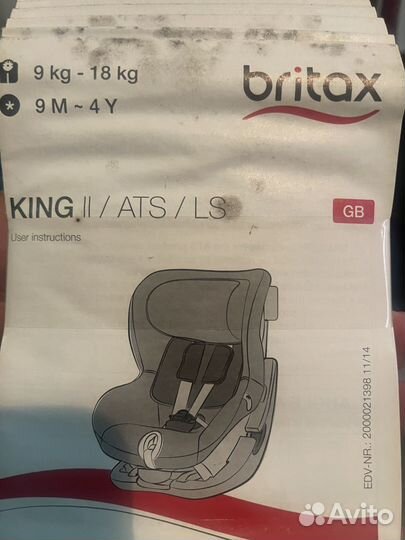 9 kg - 18 kg
britax
9 M ~ 4 Y
KING II / ATS / LS
GB
User instructions
EDV-NR.: 2000021398 11/14
Avito